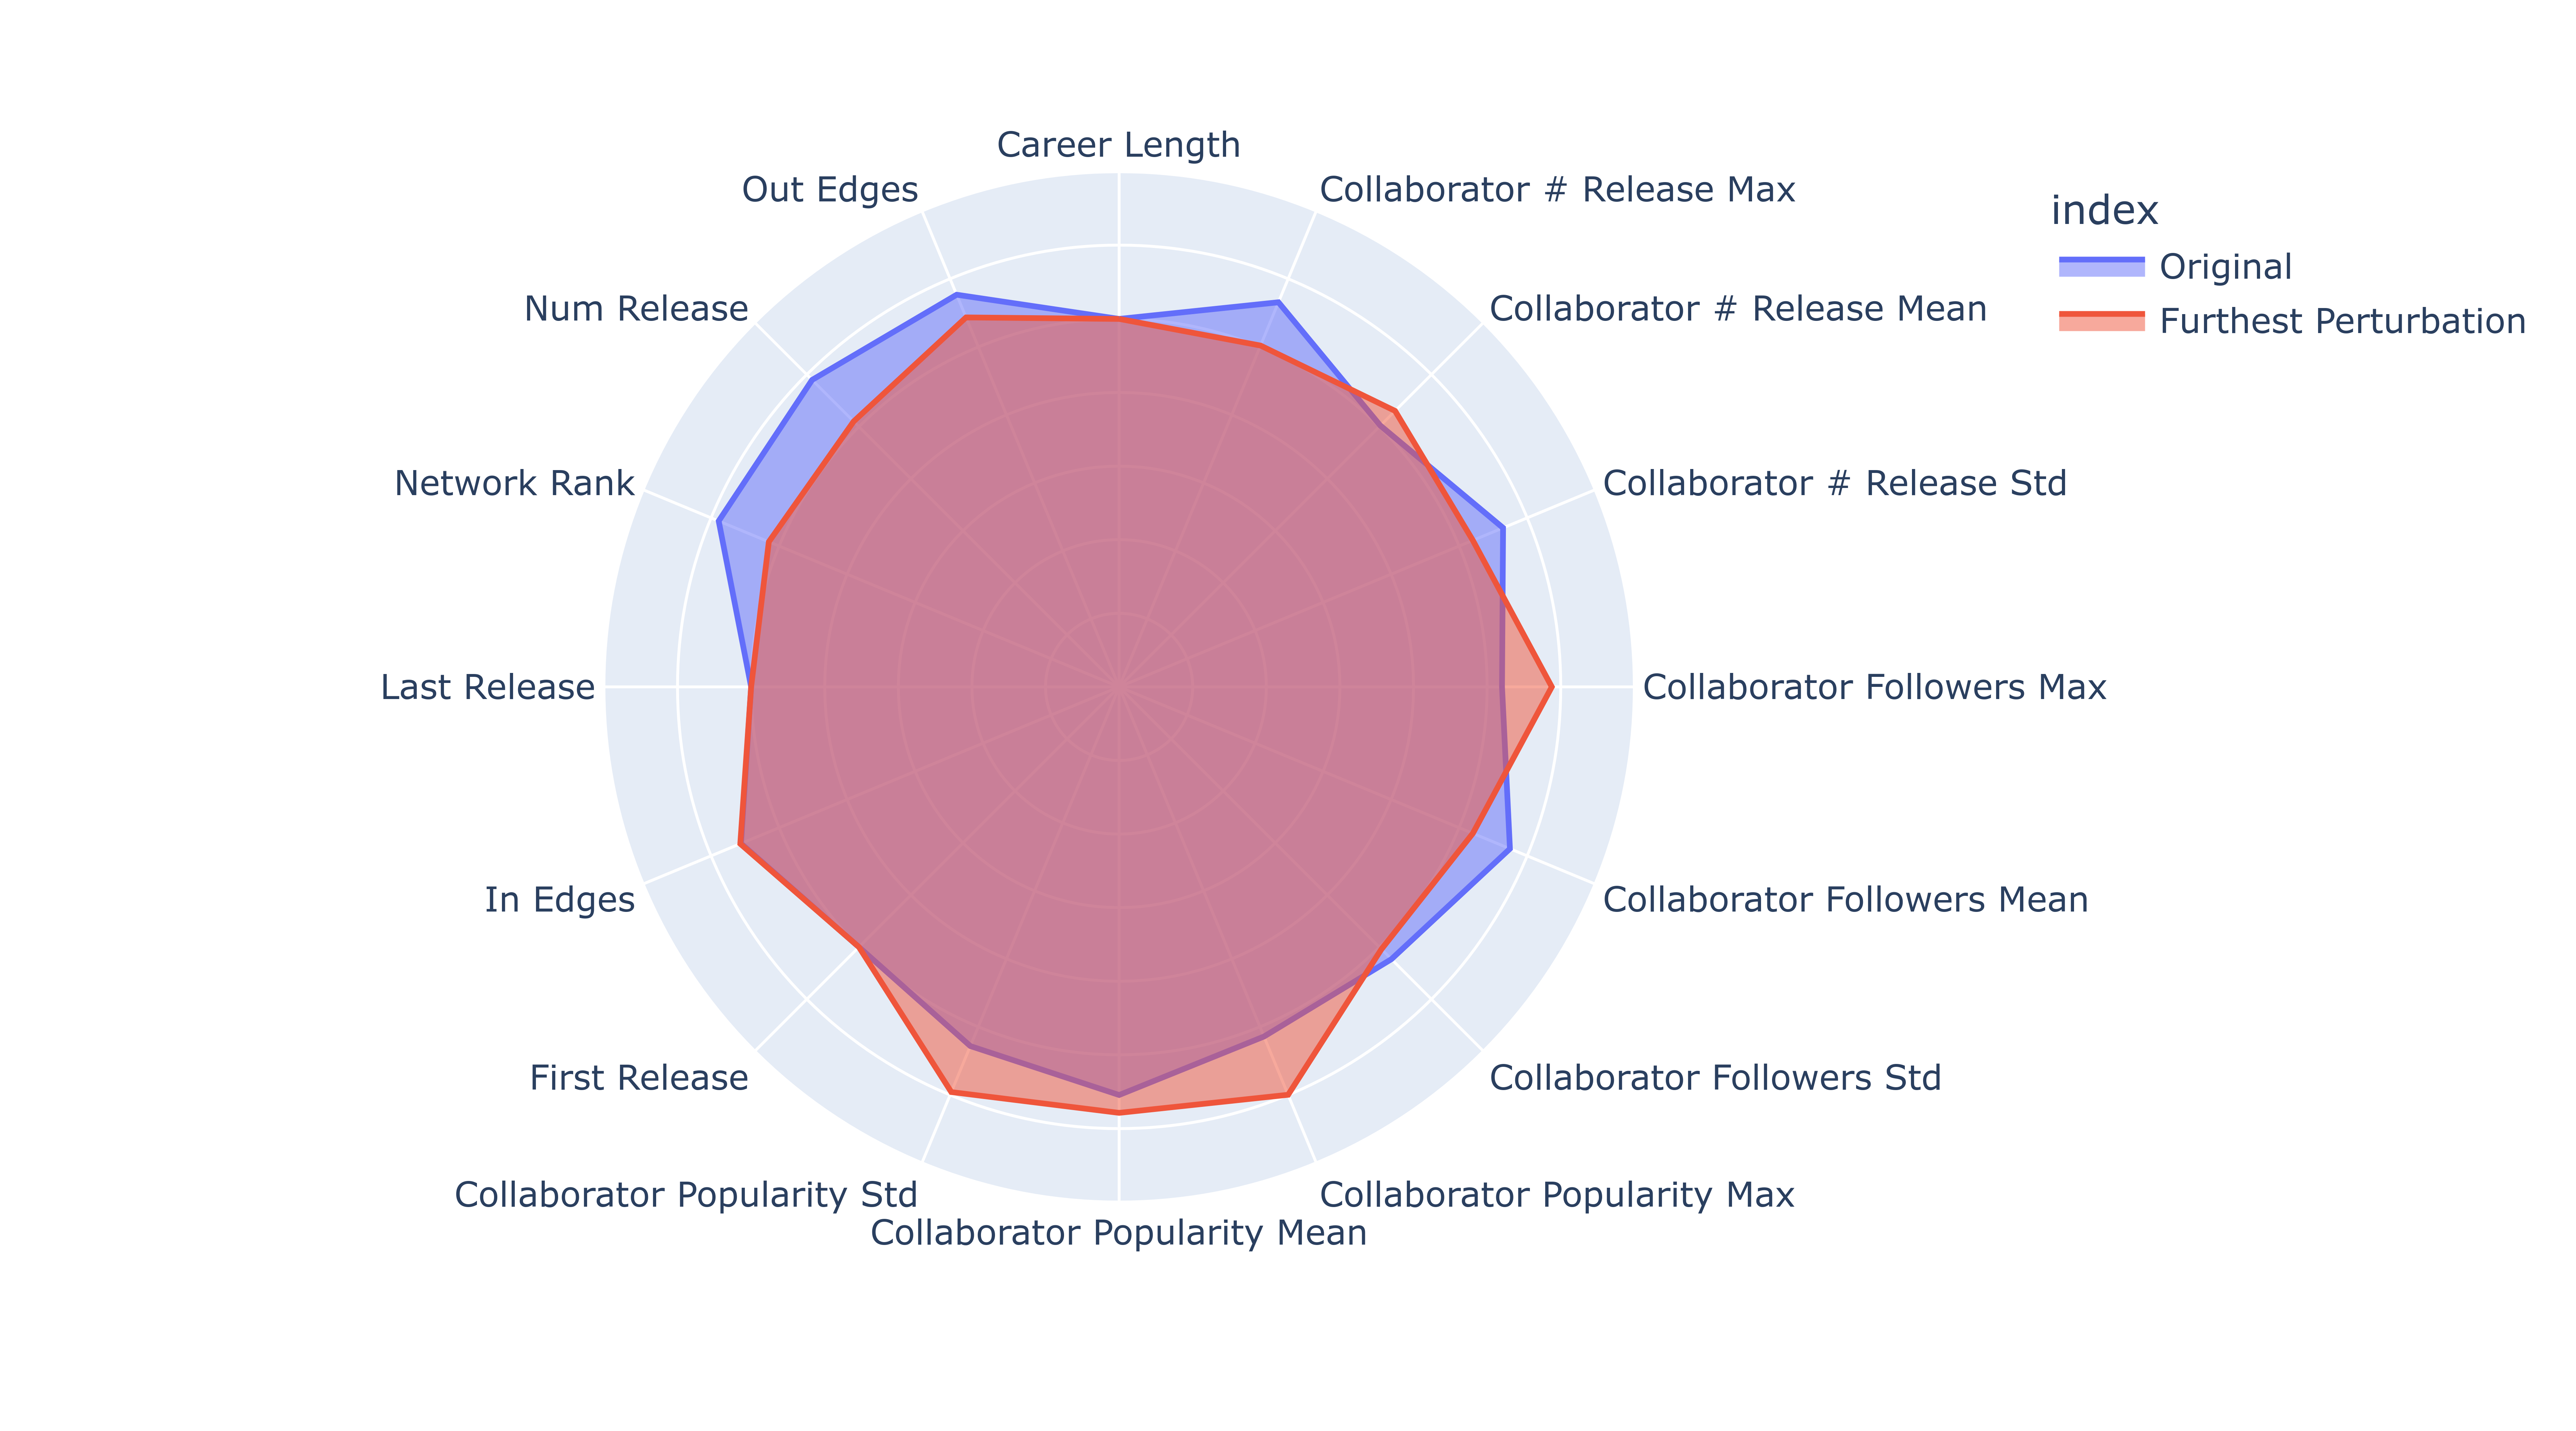 Career Length
Out Edges
Collaborator # Release Max
index
Original
Furthest Perturbation
Num Release
Collaborator # Release Mean
Network Rank
Collaborator # Release Std
Last Release
Collaborator Followers Max
In Edges
Collaborator Followers Mean
First Release
Collaborator Followers Std
Collaborator Popularity Std
Collaborator Popularity Max
Collaborator Popularity Mean